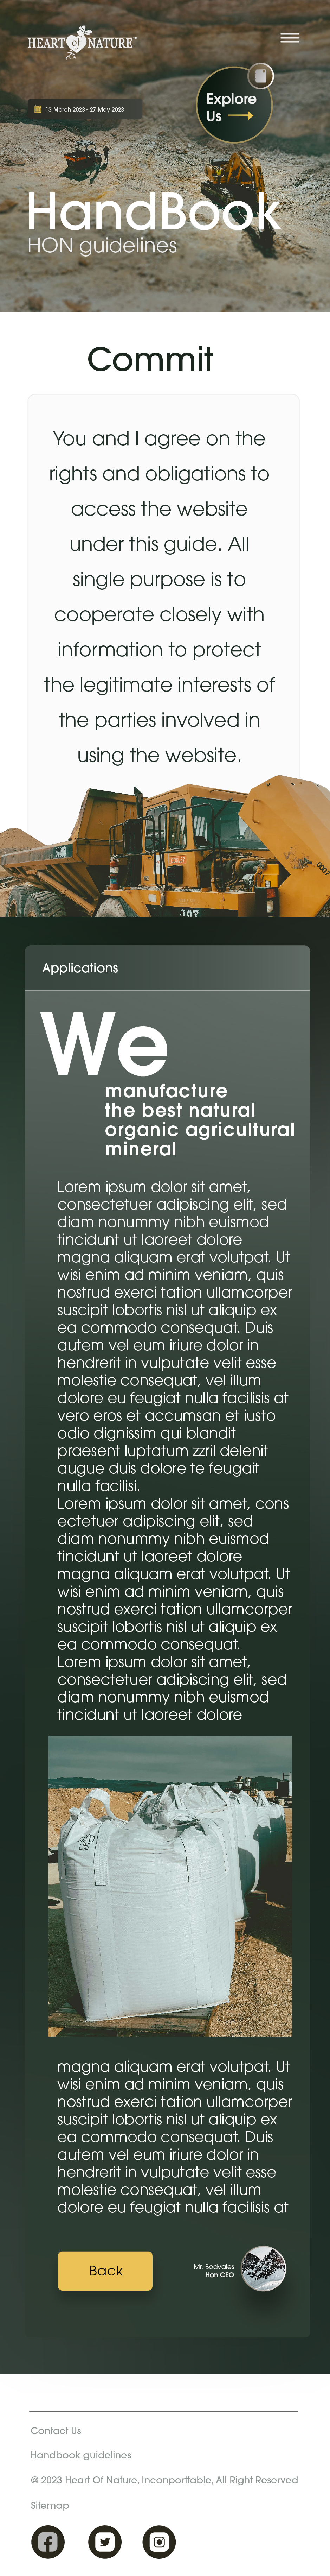 HEART of NATURE™
13 March 2023 - 27 May 2023
Explore
Us
HandBook
HON guidelines
Commit
You and I agree on the
rights and obligations to
access the website
under this guide. All
single purpose is to
cooperate closely with
information to protect
the legitimate interests of
the parties involved in
using the website.
Applications
We
manufacture
the best natural
organic agricultural
mineral
Lorem ipsum dolor sit amet,
consectetuer adipiscing elit, sed
diam nonummy nibh euismod
tincidunt ut laoreet dolore
magna aliquam erat volutpat. Ut
wisi enim ad minim veniam, quis
nostrud exerci tation ullamcorper
suscipit lobortis nisl ut aliquip ex
ea commodo consequat. Duis
autem vel eum iriure dolor in
hendrerit in vulputate velit esse
molestie consequat, vel illum
dolore eu feugiat nulla facilisis at
vero eros et accumsan et iusto
odio dignissim qui blandit
praesent luptatum zzril delenit
augue duis dolore te feugait
nulla facilisi.
Lorem ipsum dolor sit amet, cons
ectetuer adipiscing elit, sed
diam nonummy nibh euismod
tincidunt ut laoreet dolore
magna aliquam erat volutpat. Ut
wisi enim ad minim veniam, quis
nostrud exerci tation ullamcorper
suscipit lobortis nisl ut aliquip ex
ea commodo consequat.
Lorem ipsum dolor sit amet,
consectetuer adipiscing elit, sed
diam nonummy nibh euismod
tincidunt ut laoreet dolore
magna aliquam erat volutpat. Ut
wisi enim ad minim veniam, quis
nostrud exerci tation ullamcorper
suscipit lobortis nisl ut aliquip ex
ea commodo consequat. Duis
autem vel eum iriure dolor in
hendrerit in vulputate velit esse
molestie consequat, vel illum
dolore eu feugiat nulla facilisis at
Back
Mr. Bodvales
Hon CEO
Contact Us
Handbook guidelines
@ 2023 Heart Of Nature, Inconporttable, All Right Reserved
Sitemap